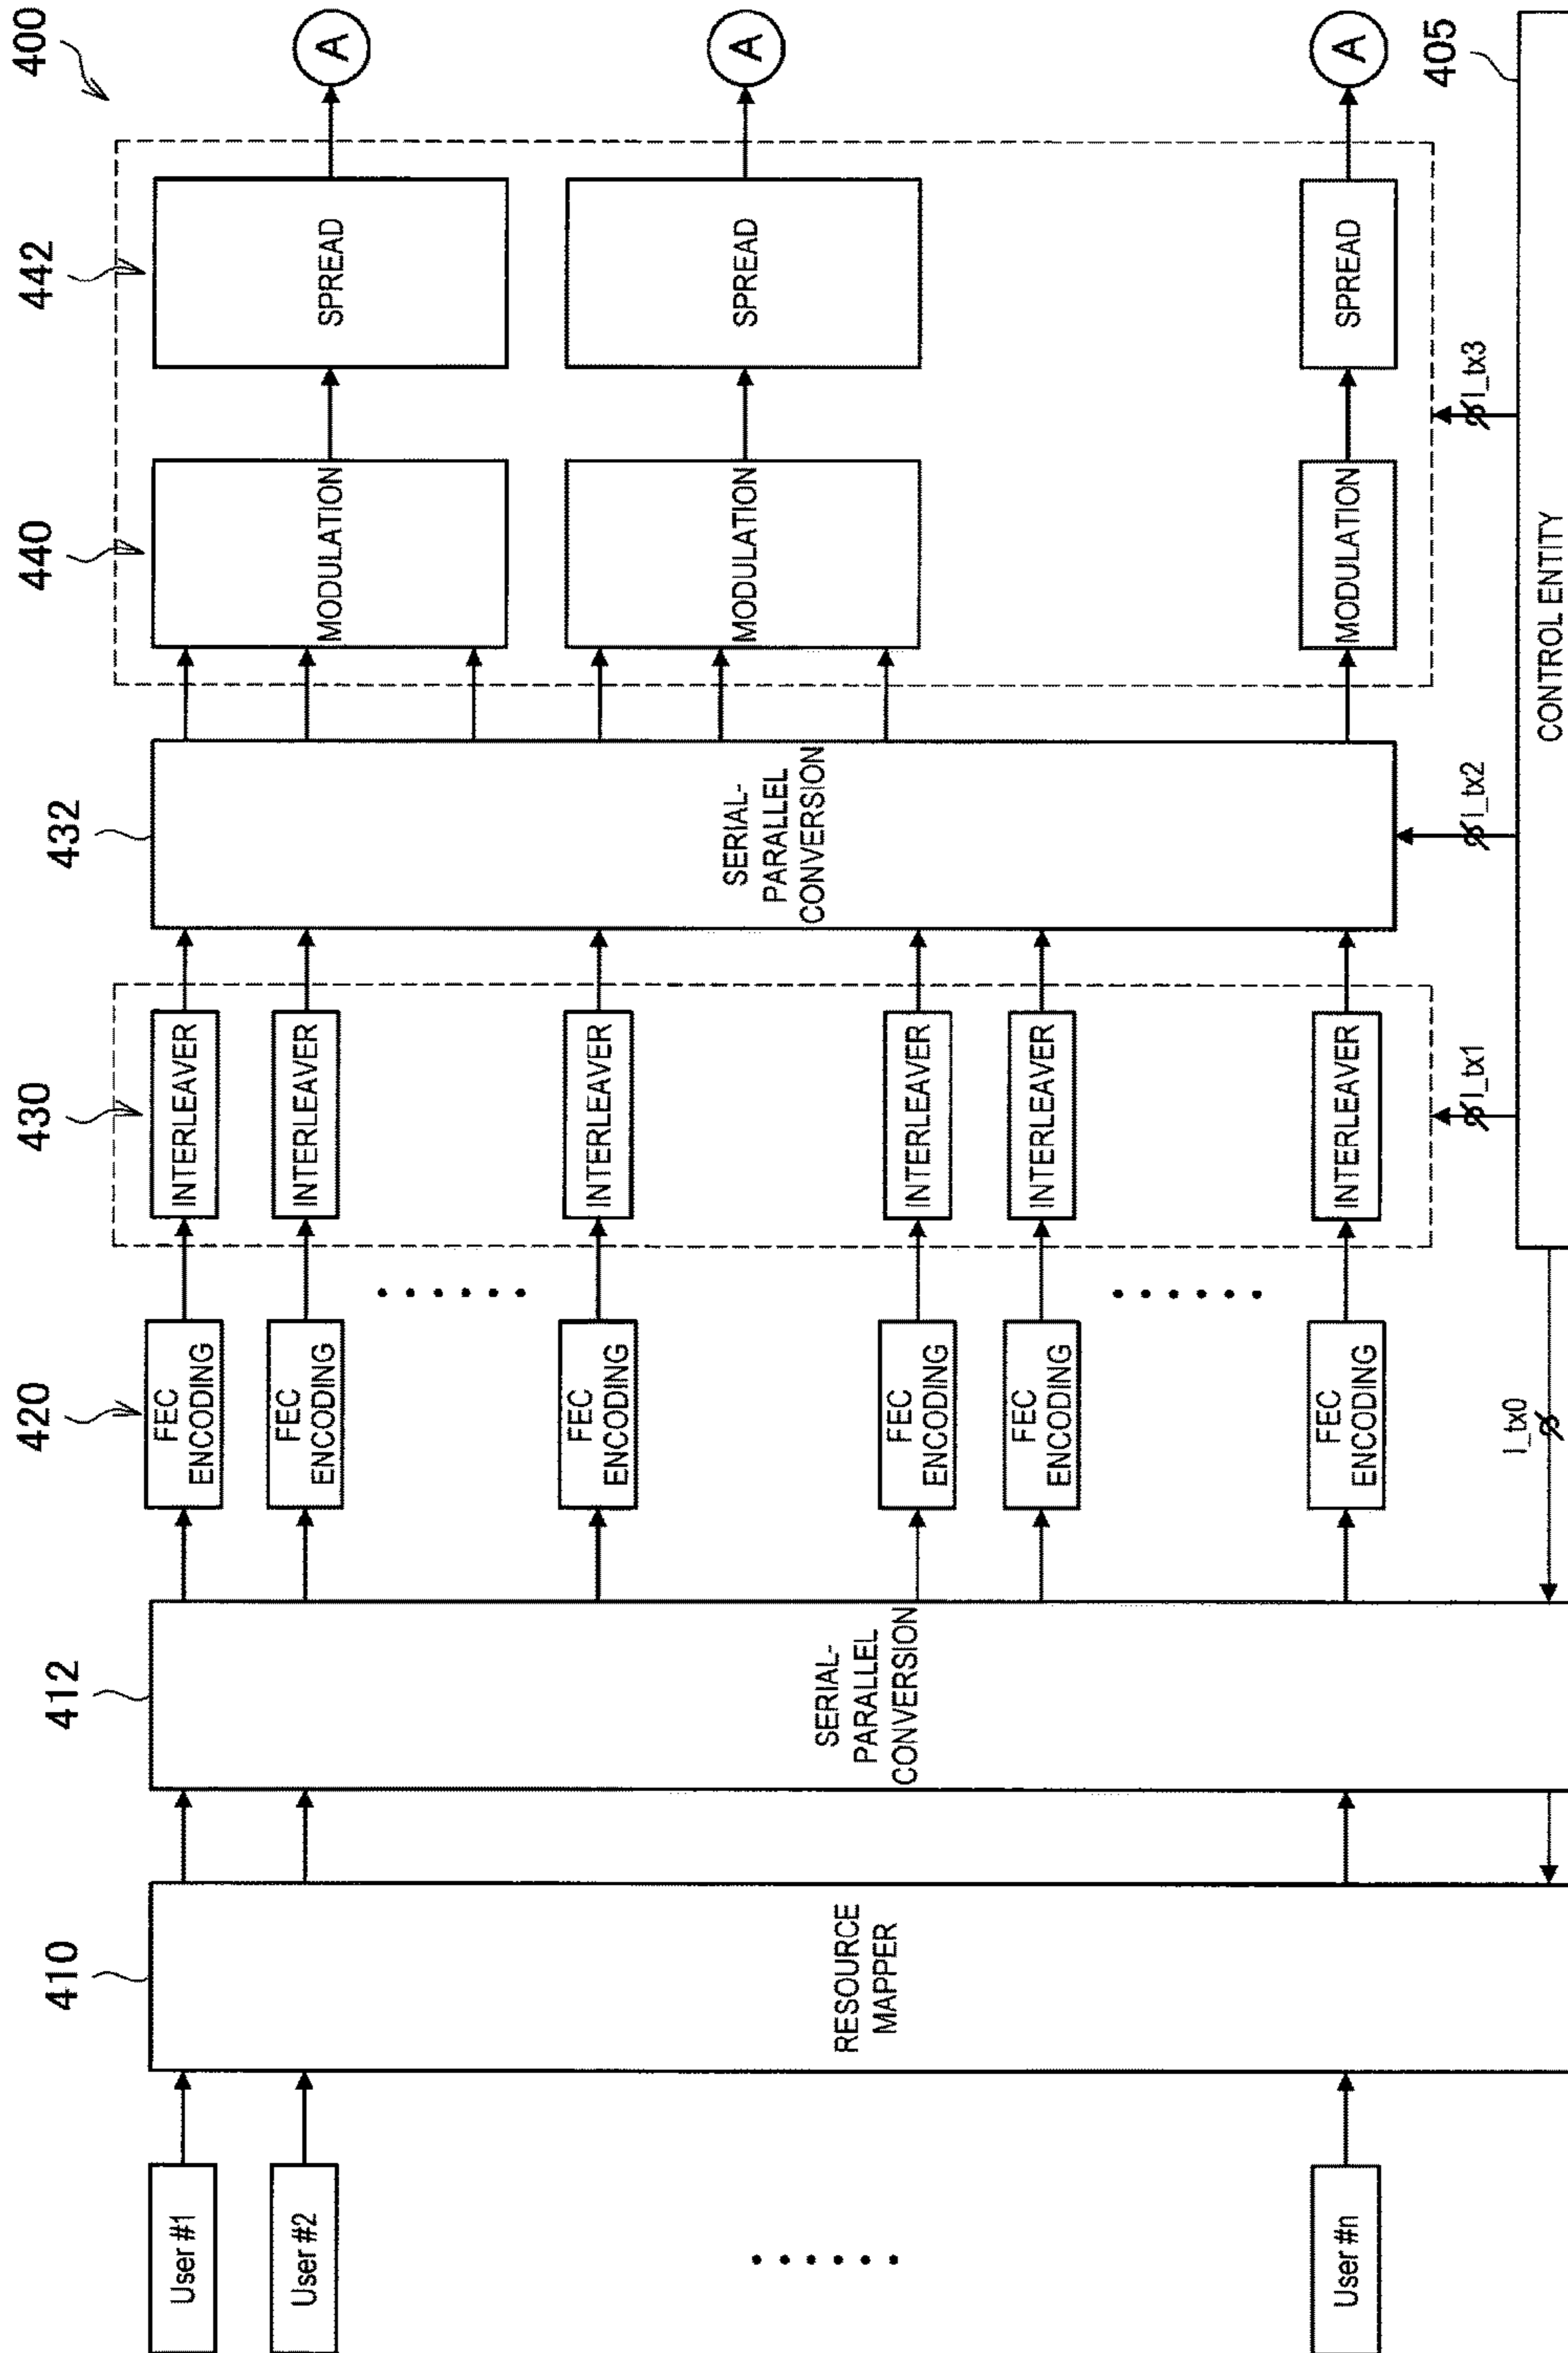 400
User #1
User #2
User #n
410
RESOURCE
MAPPER
412
SERIAL-
PARALLEL
CONVERSION
420
FEC
ENCODING
FEC
ENCODING
FEC
ENCODING
FEC
ENCODING
FEC
ENCODING
FEC
ENCODING
430
INTERLEAVER
INTERLEAVER
INTERLEAVER
INTERLEAVER
INTERLEAVER
INTERLEAVER
432
SERIAL-
PARALLEL
CONVERSION
440
MODULATION
MODULATION
MODULATION
442
SPREAD
SPREAD
SPREAD
A
A
A
I_tx0
I_tx1
I_tx2
I_tx3
405
CONTROL ENTITY